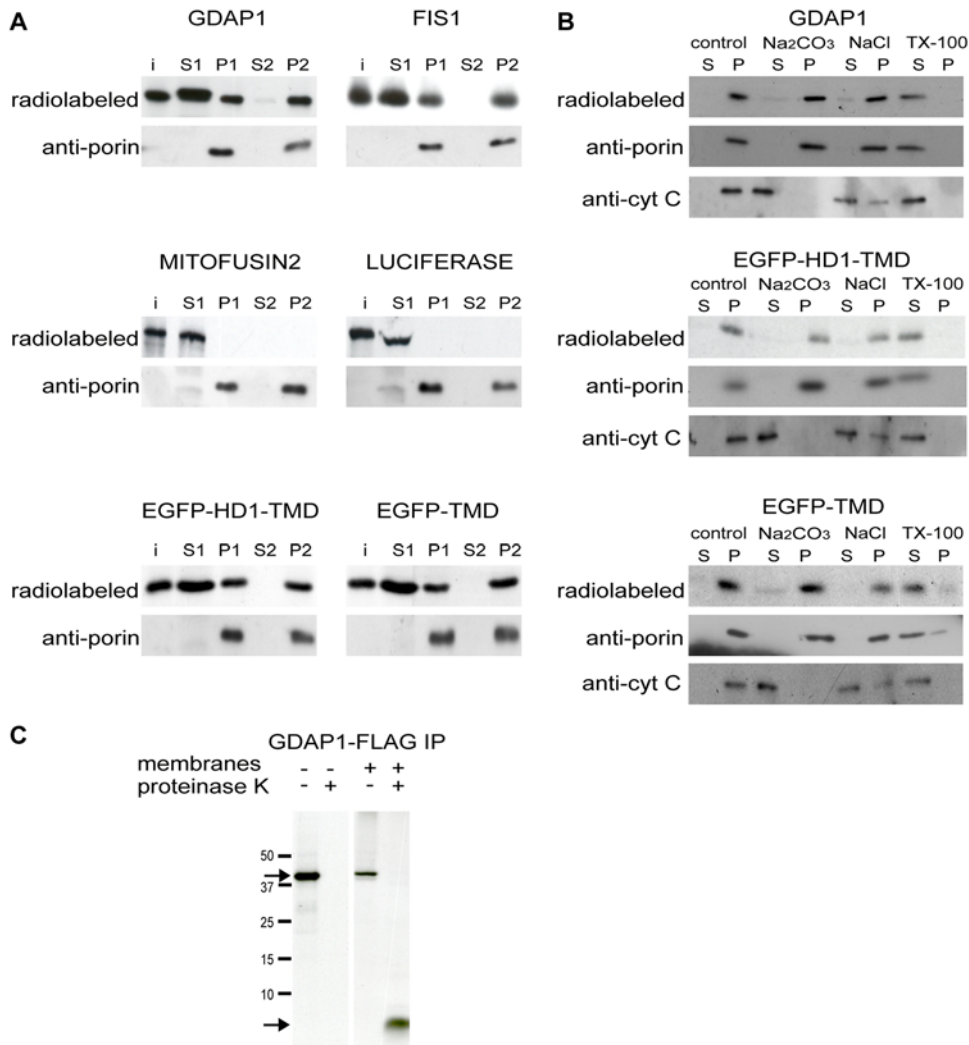 A
GDAP1
i S1 P1 S2 P2
radiolabeled
anti-porin
FIS1
i S1 P1 S2 P2
MITOFUSIN2
i S1 P1 S2 P2
radiolabeled
anti-porin
LUCIFERASE
i S1 P1 S2 P2
EGFP-HD1-TMD
i S1 P1 S2 P2
radiolabeled
anti-porin
EGFP-TMD
i S1 P1 S2 P2
B
GDAP1
control Na2CO3 NaCl TX-100
S P S P S P S P
radiolabeled
anti-porin
anti-cyt C
EGFP-HD1-TMD
control Na2CO3 NaCl TX-100
S P S P S P S P
radiolabeled
anti-porin
anti-cyt C
EGFP-TMD
control Na2CO3 NaCl TX-100
S P S P S P S P
radiolabeled
anti-porin
anti-cyt C
C
GDAP1-FLAG IP
membranes - - + +
proteinase K - + - +
50
37
25
15
10